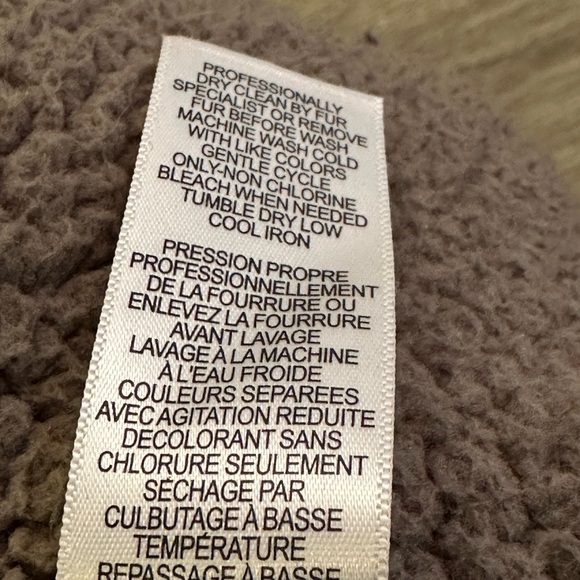 PROFESSIONALLY
DRY CLEAN BY FUR
SPECIALIST OR REMOVE
FUR BEFORE WASH
MACHINE WASH COLD
WITH LIKE COLORS
GENTLE CYCLE
ONLY-NON CHLORINE
BLEACH WHEN NEEDED
TUMBLE DRY LOW
COOL IRON
PRESSION PROPRE
PROFESSIONNELLEMENT
DE LA FOURRURE OU
ENLEVEZ LA FOURRURE
AVANT LAVAGE
LAVAGE À LA MACHINE
À L'EAU FROIDE
COULEURS SEPAREES
AVEC AGITATION REDUITE
DECOLORANT SANS
CHLORURE SEULEMENT
SÉCHAGE PAR
CULBUTAGE À BASSE
TEMPÉRATURE
REPASSAGE À BASSE